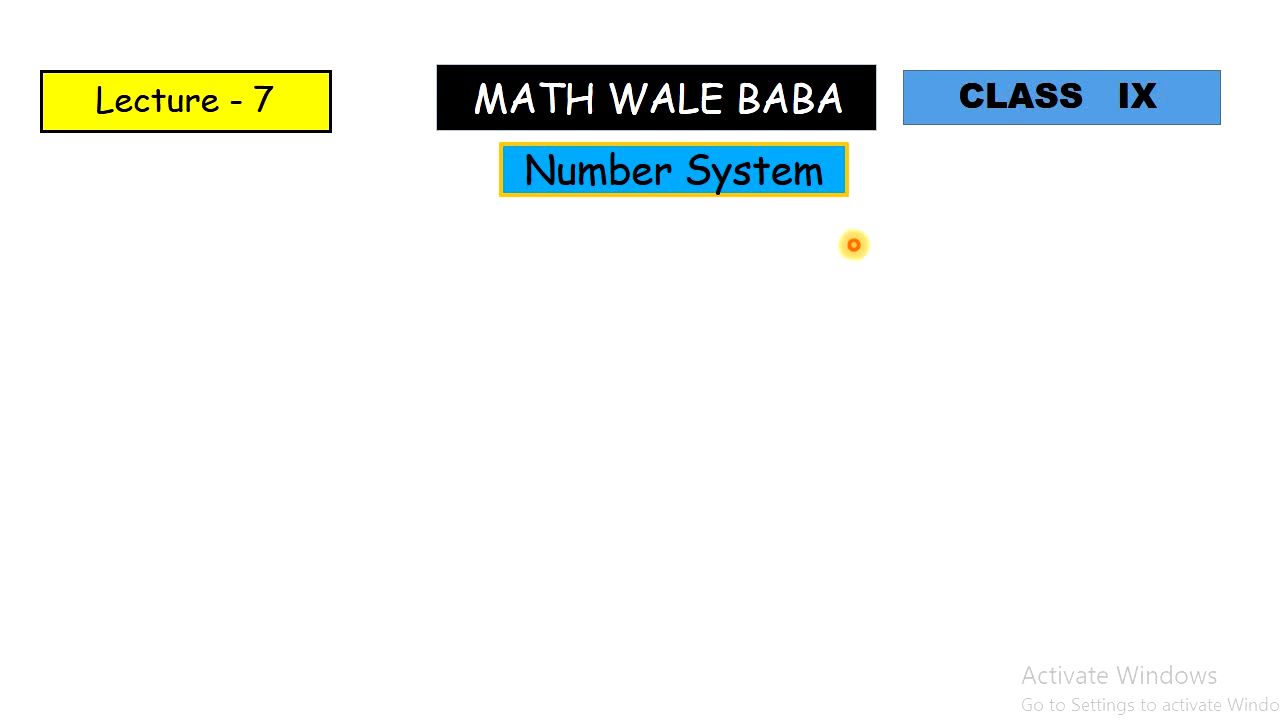 Lecture - 7
MATH WALE BABA
CLASS IX
Number System
Activate Windows
Go to Settings to activate Windo